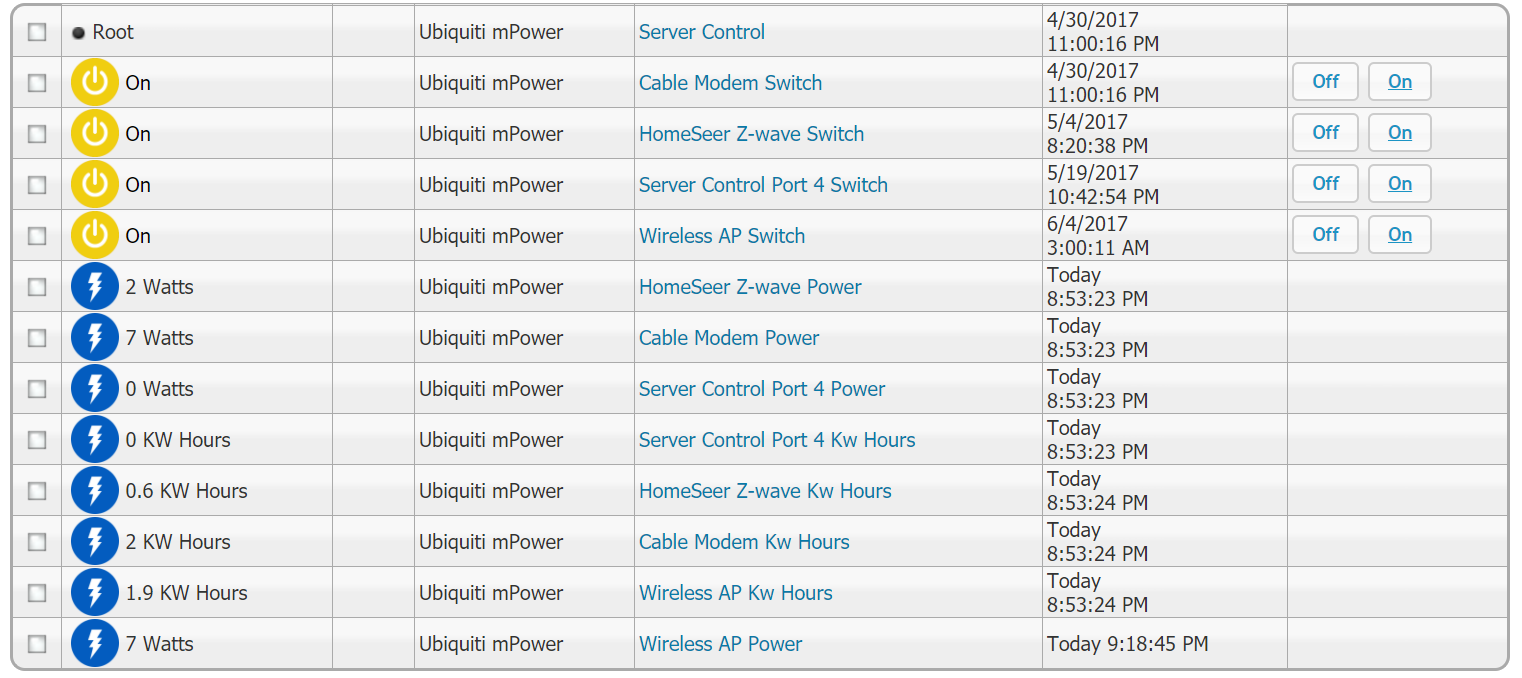 Root Ubiquiti mPower Server Control 4/30/2017
11:00:16 PM
On Ubiquiti mPower Cable Modem Switch 4/30/2017
11:00:16 PM Off On
On Ubiquiti mPower HomeSeer Z-wave Switch 5/4/2017
8:20:38 PM Off On
On Ubiquiti mPower Server Control Port 4 Switch 5/19/2017
10:42:54 PM Off On
On Ubiquiti mPower Wireless AP Switch 6/4/2017
3:00:11 AM Off On
2 Watts Ubiquiti mPower HomeSeer Z-wave Power Today
8:53:23 PM
7 Watts Ubiquiti mPower Cable Modem Power Today
8:53:23 PM
0 Watts Ubiquiti mPower Server Control Port 4 Power Today
8:53:23 PM
0 KW Hours Ubiquiti mPower Server Control Port 4 Kw Hours Today
8:53:23 PM
0.6 KW Hours Ubiquiti mPower HomeSeer Z-wave Kw Hours Today
8:53:24 PM
2 KW Hours Ubiquiti mPower Cable Modem Kw Hours Today
8:53:24 PM
1.9 KW Hours Ubiquiti mPower Wireless AP Kw Hours Today
8:53:24 PM
7 Watts Ubiquiti mPower Wireless AP Power Today 9:18:45 PM